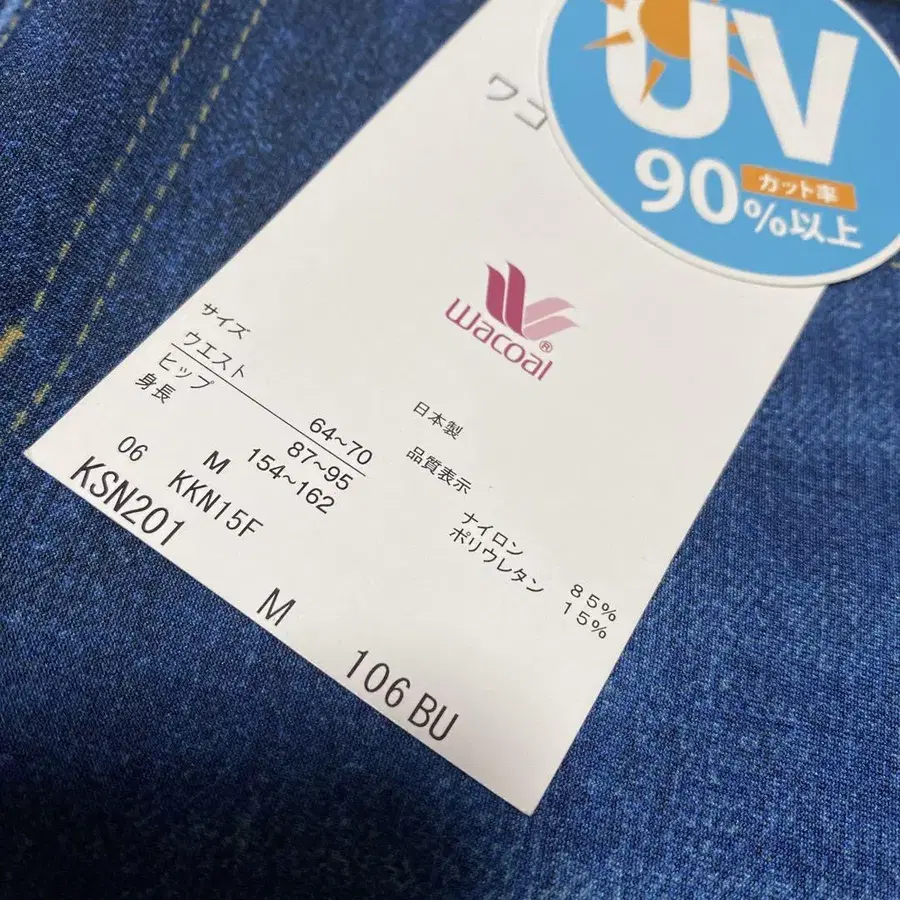 UV
カット率
90%以上
ワコ
Wacoal®
サイズ
ウエスト 64~70
ヒップ 87~95
身長 154~162
06 M KKN15F
KSN201
M
106 BU
日本製
品質表示
ナイロン 85%
ポリウレタン 15%